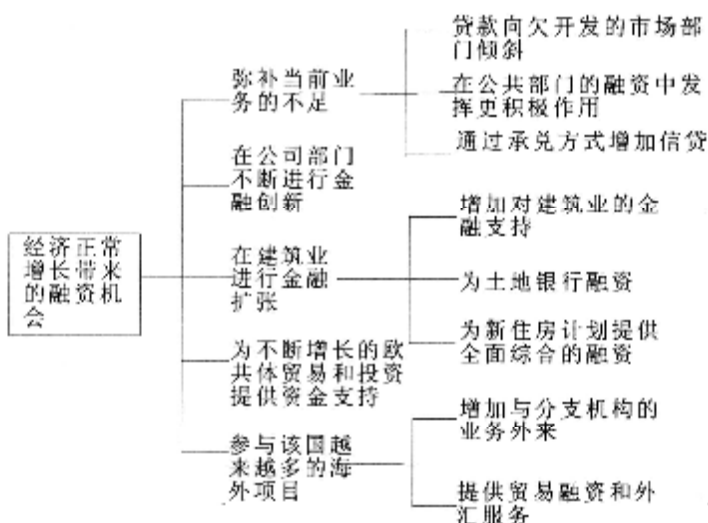 经济正常
增长带来
的融资机
会
弥补当前业
务的不足
贷款向欠开发的市场部
门倾斜
在公共部门的融资中发
挥更积极作用
通过承兑方式增加信贷
在公司部门
不断进行金
融创新
在建筑业
进行金融
扩张
增加对建筑业的金
融支持
为土地银行融资
为新住房计划提供
全面综合的融资
为不断增长的欧
共体贸易和投资
提供资金支持
参与该国越
来越多的海
外项目
增加与分支机构的
业务外来
提供贸易融资和外
汇服务